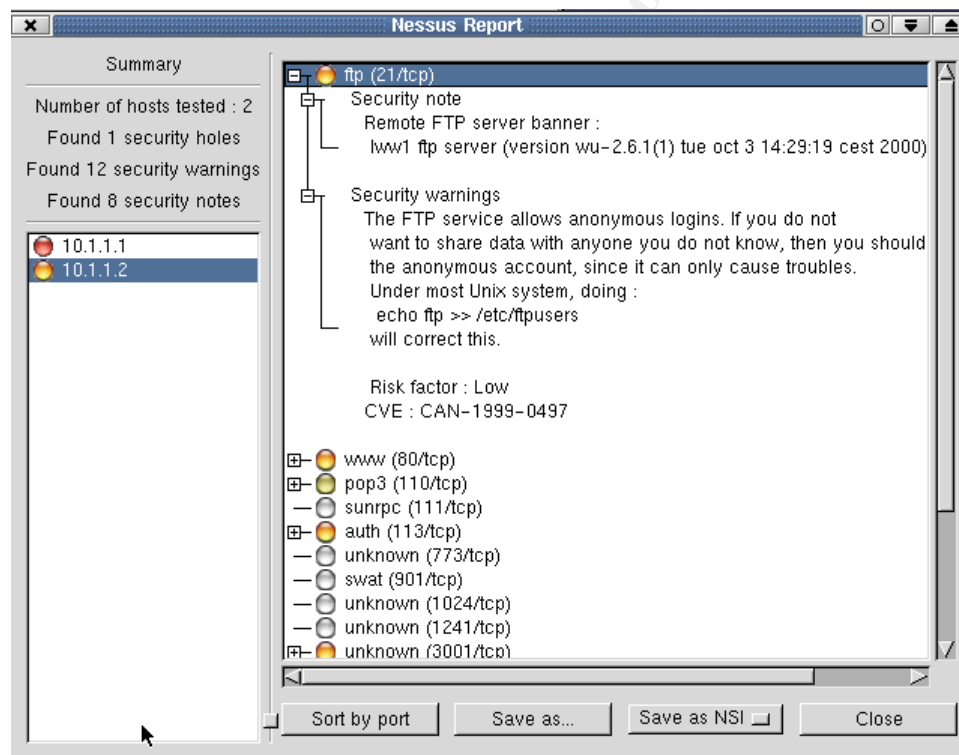 Nessus Report
Summary
Number of hosts tested : 2
Found 1 security holes
Found 12 security warnings
Found 8 security notes
10.1.1.1
10.1.1.2
ftp (21/tcp)
Security note
Remote FTP server banner :
lww1 ftp server (version wu-2.6.1(1) tue oct 3 14:29:19 cest 2000)
Security warnings
The FTP service allows anonymous logins. If you do not
want to share data with anyone you do not know, then you should
the anonymous account, since it can only cause troubles.
Under most Unix system, doing :
echo ftp >> /etc/ftpusers
will correct this.
Risk factor : Low
CVE : CAN-1999-0497
www (80/tcp)
pop3 (110/tcp)
sunrpc (111/tcp)
auth (113/tcp)
unknown (773/tcp)
swat (901/tcp)
unknown (1024/tcp)
unknown (1241/tcp)
unknown (3001/tcp)
Sort by port
Save as...
Save as NSI
Close